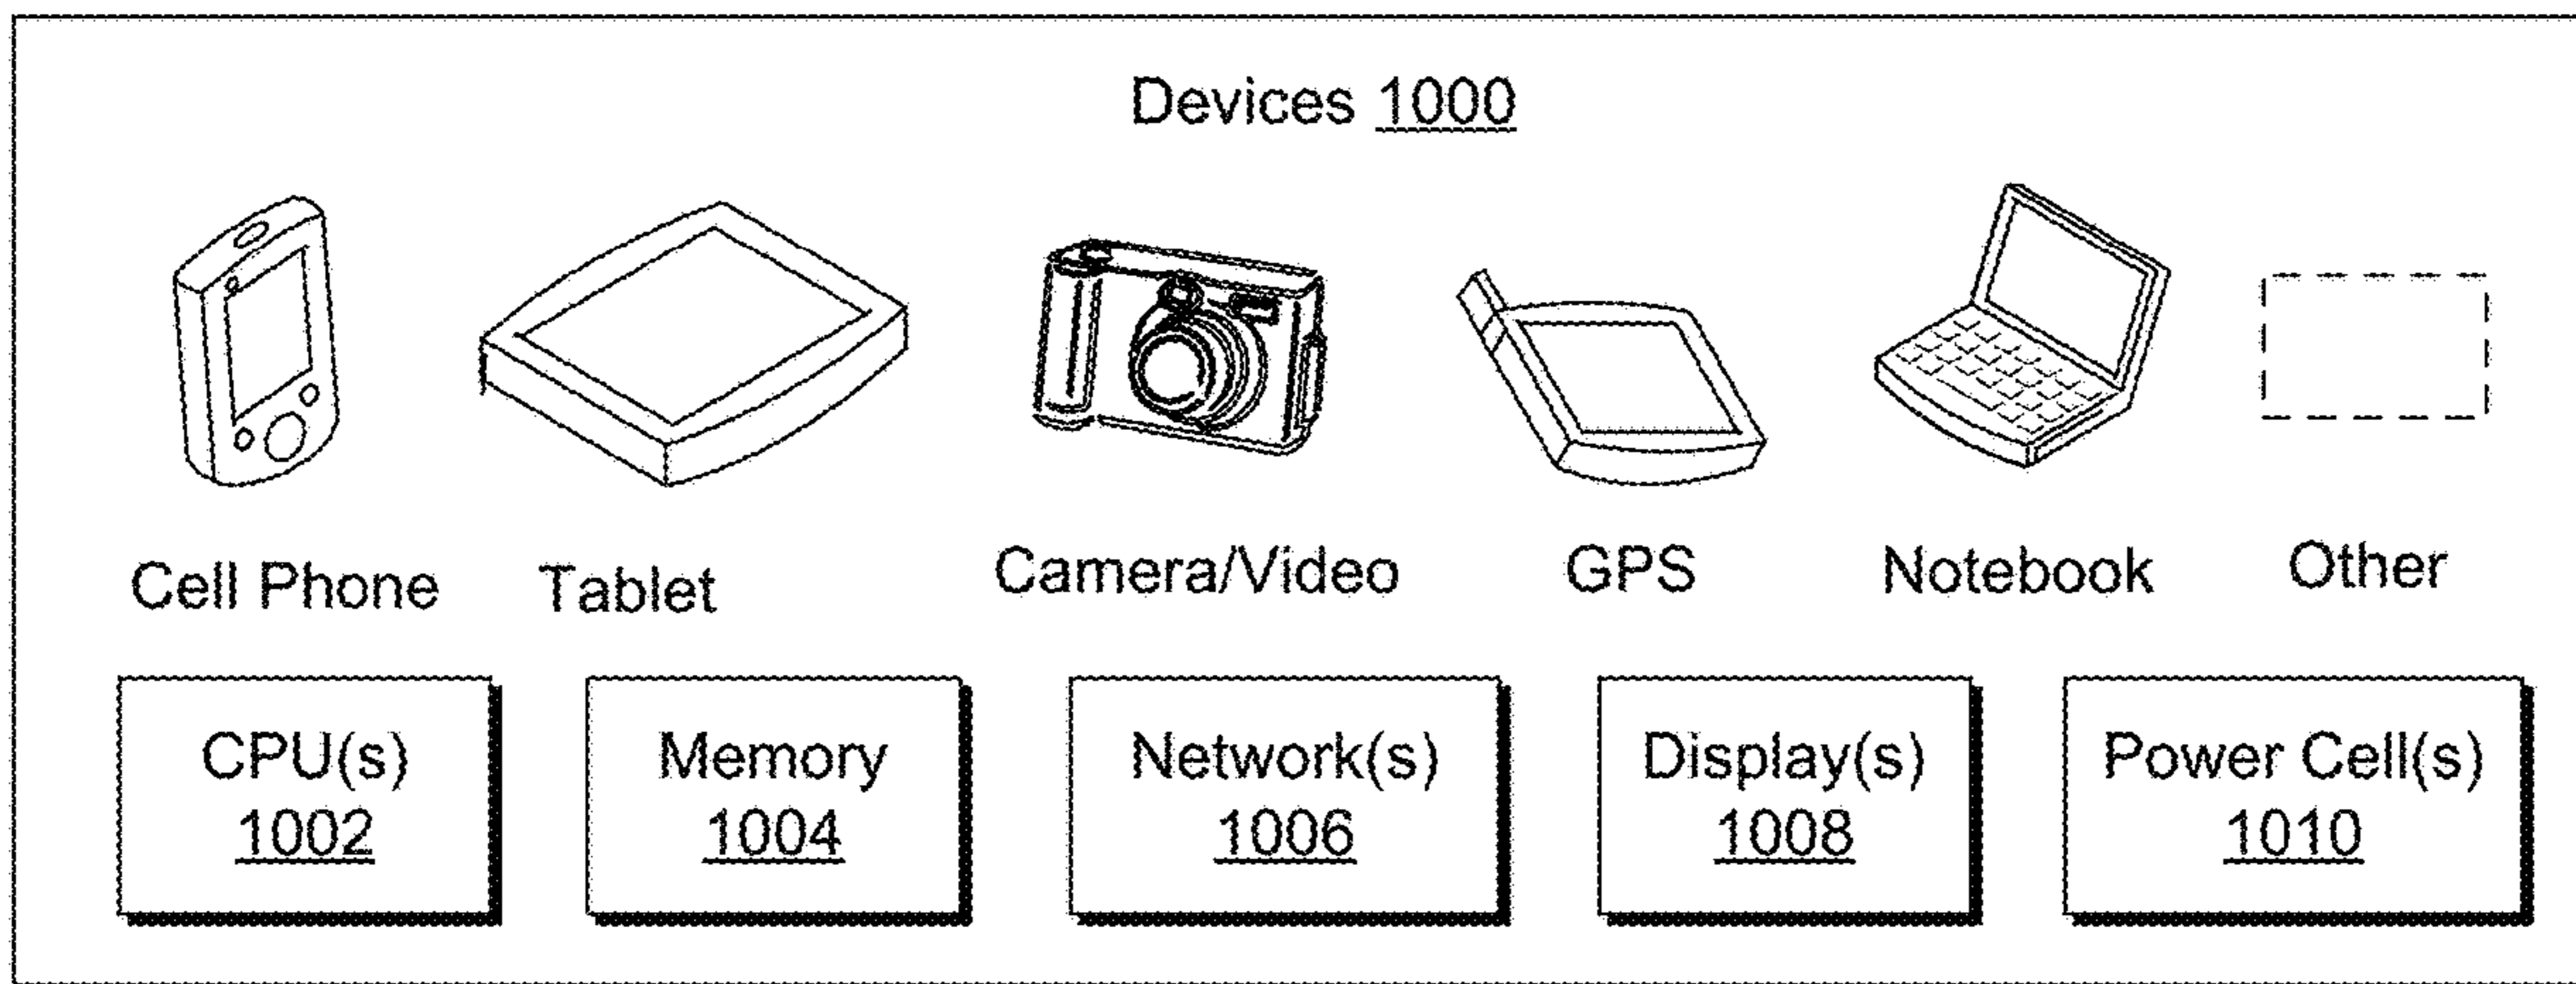 Devices 1000
Cell Phone
Tablet
Camera/Video
GPS
Notebook
Other
CPU(s)
1002
Memory
1004
Network(s)
1006
Display(s)
1008
Power Cell(s)
1010